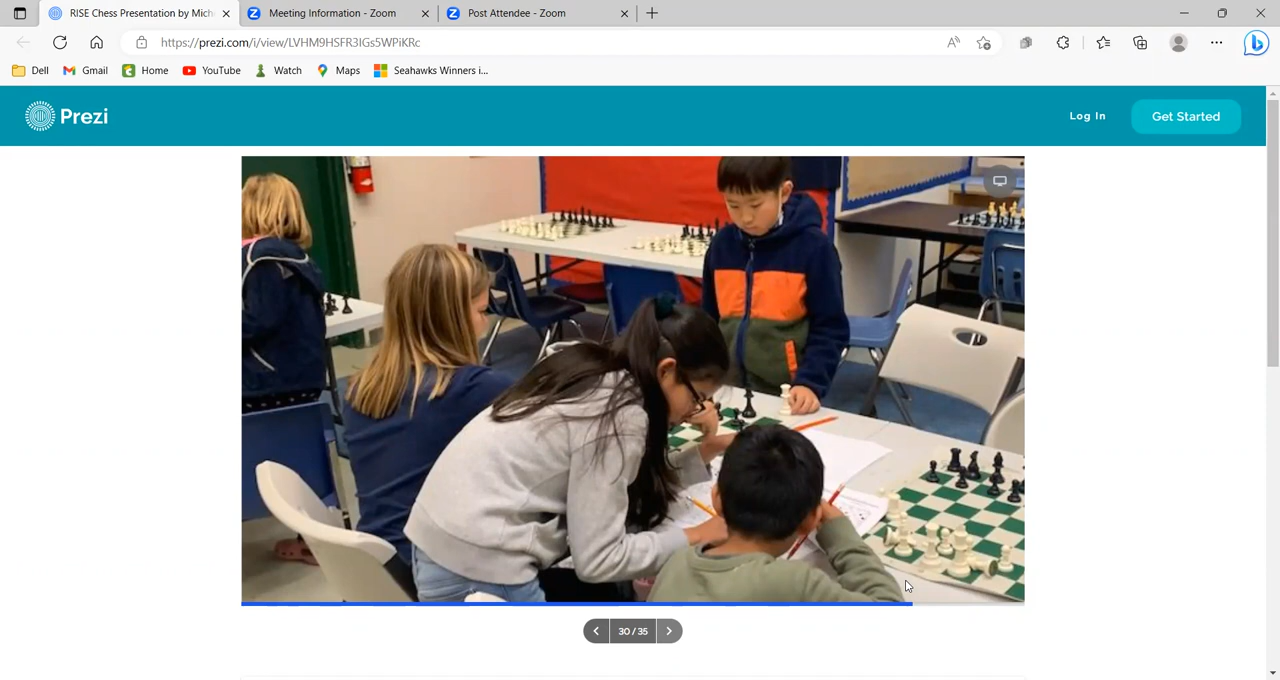 RISE Chess Presentation by Mich
Meeting Information - Zoom
Post Attendee - Zoom
https://prezi.com/i/view/LVHM9HSFR3IGs5WPiKRc
Dell
Gmail
Home
YouTube
Watch
Maps
Seahawks Winners i...
Prezi
Log In
Get Started
30 / 35